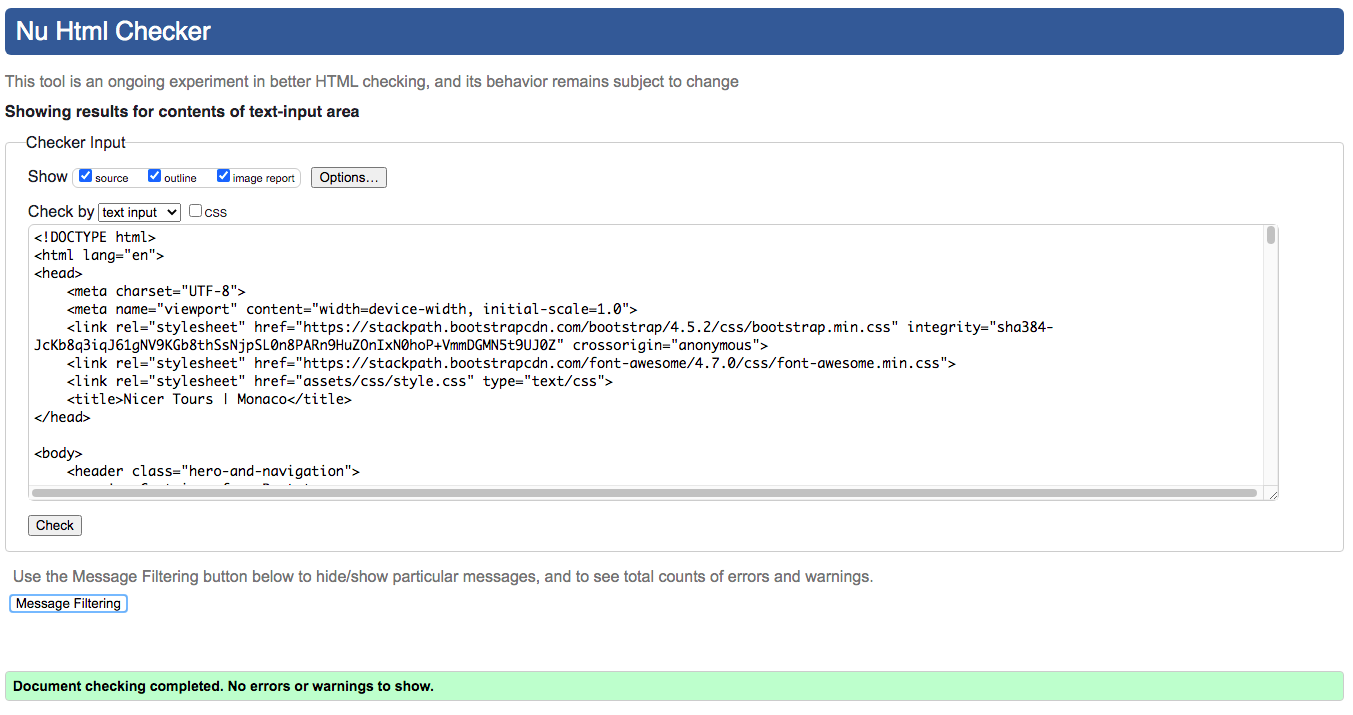 Nu Html Checker
This tool is an ongoing experiment in better HTML checking, and its behavior remains subject to change
Showing results for contents of text-input area
Checker Input
Show source outline image report Options...
Check by text input CSS
<!DOCTYPE html>
<html lang="en">
<head>
    <meta charset="UTF-8">
    <meta name="viewport" content="width=device-width, initial-scale=1.0">
    <link rel="stylesheet" href="https://stackpath.bootstrapcdn.com/bootstrap/4.5.2/css/bootstrap.min.css" integrity="sha384-
JcKb8q3iqJ61gNV9KGb8thSsNjpSL0n8PARn9HuZOnIxN0hoP+VmmDGMN5t9UJ0Z" crossorigin="anonymous">
    <link rel="stylesheet" href="https://stackpath.bootstrapcdn.com/font-awesome/4.7.0/css/font-awesome.min.css">
    <link rel="stylesheet" href="assets/css/style.css" type="text/css">
    <title>Nicer Tours | Monaco</title>
</head>
<body>
    <header class="hero-and-navigation">
Check
Use the Message Filtering button below to hide/show particular messages, and to see total counts of errors and warnings.
Message Filtering
Document checking completed. No errors or warnings to show.